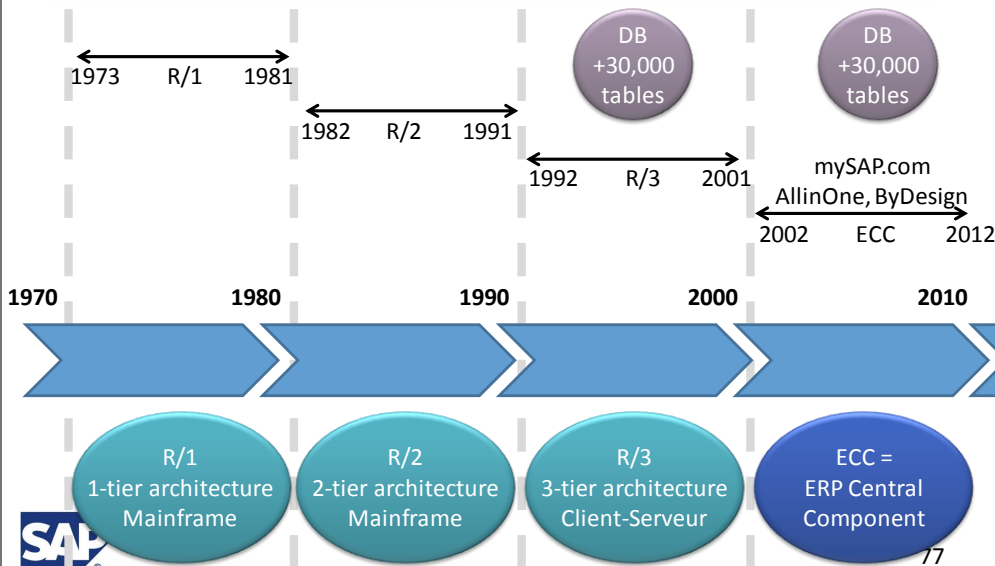 DB
+30,000
tables
DB
+30,000
tables
1973 R/1 1981
1982 R/2 1991
1992 R/3 2001
mySAP.com
AllinOne, ByDesign
2002 ECC 2012
1970 1980 1990 2000 2010
R/1
1-tier architecture
Mainframe
R/2
2-tier architecture
Mainframe
R/3
3-tier architecture
Client-Serveur
ECC =
ERP Central
Component
SAP
®
77